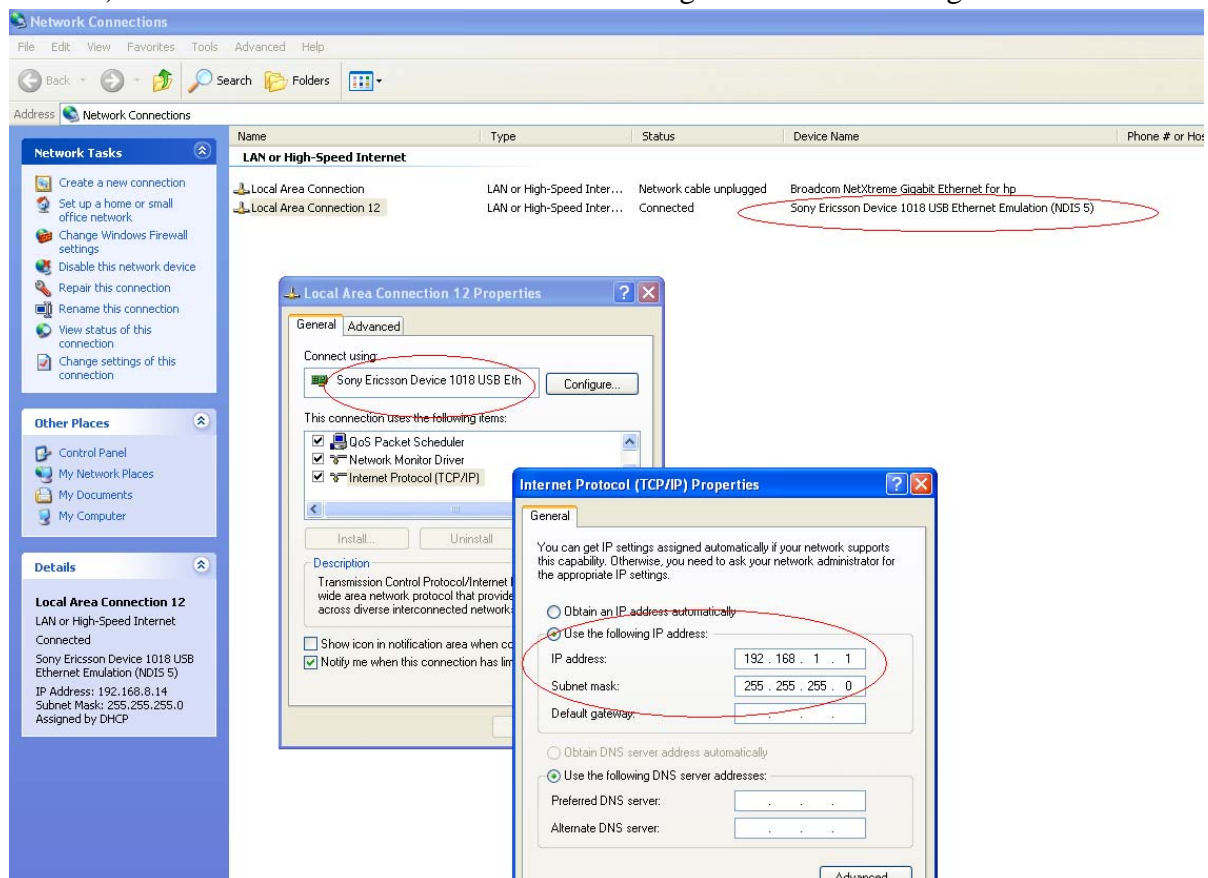 Network Connections
File Edit View Favorites Tools Advanced Help
Back Search Folders
Address Network Connections
Name Type Status Device Name Phone # or Hos
LAN or High-Speed Internet
Local Area Connection LAN or High-Speed Inter... Network cable unplugged Broadcom NetXtreme Gigabit Ethernet for hp
Local Area Connection 12 LAN or High-Speed Inter... Connected Sony Ericsson Device 1018 USB Ethernet Emulation (NDIS 5)
Network Tasks
Create a new connection
Set up a home or small
office network
Change Windows Firewall
settings
Disable this network device
Repair this connection
Rename this connection
View status of this
connection
Change settings of this
connection
Other Places
Control Panel
My Network Places
My Documents
My Computer
Details
Local Area Connection 12
LAN or High-Speed Internet
Connected
Sony Ericsson Device 1018 USB
Ethernet Emulation (NDIS 5)
IP Address: 192.168.8.14
Subnet Mask: 255.255.255.0
Assigned by DHCP
Local Area Connection 12 Properties
General Advanced
Connect using:
Sony Ericsson Device 1018 USB Eth Configure...
This connection uses the following items:
QoS Packet Scheduler
Network Monitor Driver
Internet Protocol (TCP/IP)
Install... Uninstall
Description
Transmission Control Protocol/Internet
wide area network protocol that provide
across diverse interconnected network
Show icon in notification area when co
Notify me when this connection has lim
Internet Protocol (TCP/IP) Properties
General
You can get IP settings assigned automatically if your network supports
this capability. Otherwise, you need to ask your network administrator for
the appropriate IP settings.
Obtain an IP address automatically
Use the following IP address:
IP address: 192 . 168 . 1 . 1
Subnet mask: 255 . 255 . 255 . 0
Default gateway: . . .
Obtain DNS server address automatically
Use the following DNS server addresses:
Preferred DNS server: . . .
Alternate DNS server: . . .
Advanced...